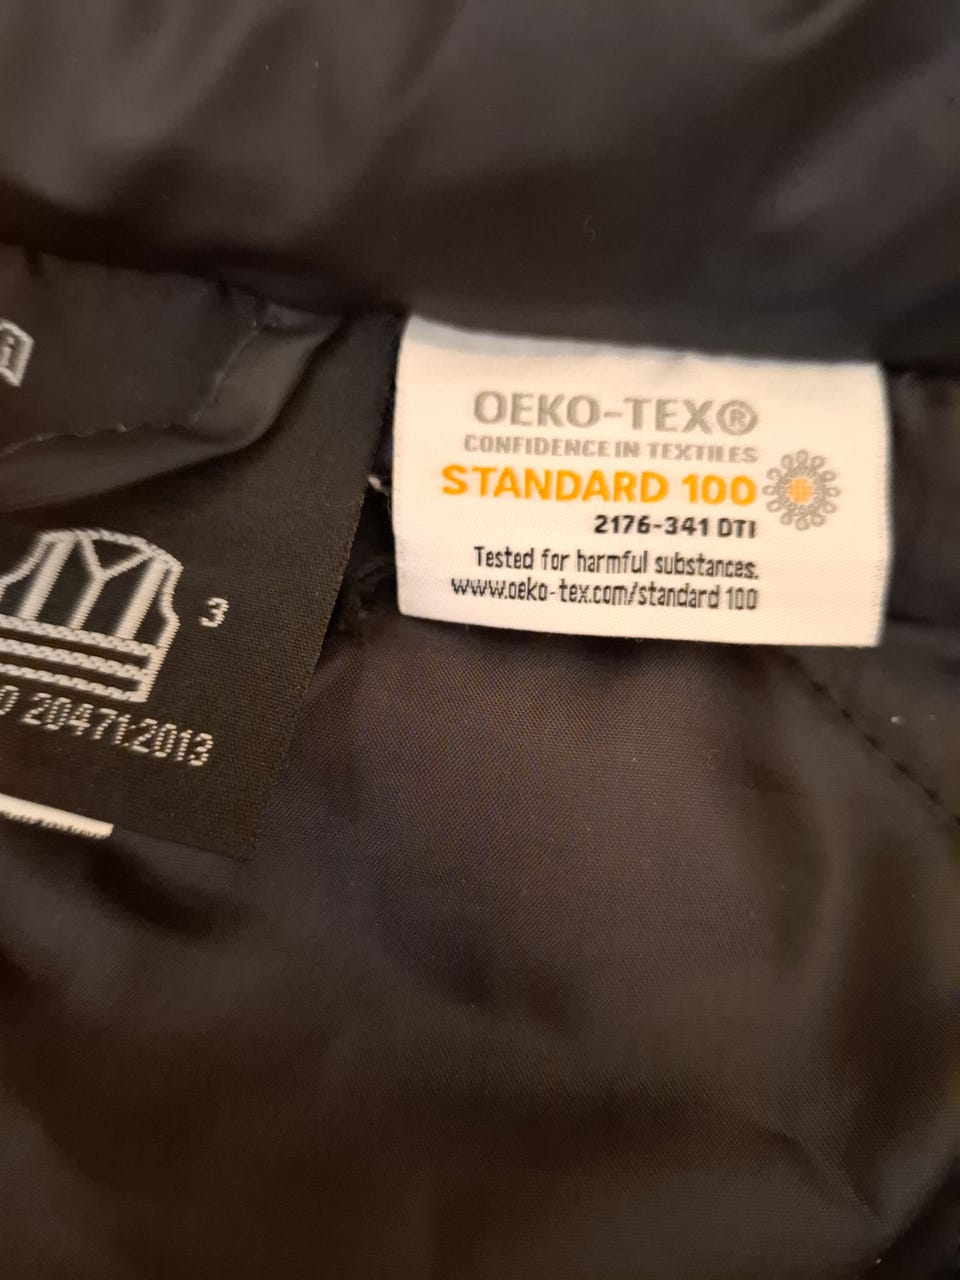 OEKO-TEX®
CONFIDENCE IN TEXTILES
STANDARD 100
2176-341 DTI
Tested for harmful substances.
www.oeko-tex.com/standard 100
i
3
O 20471:2013